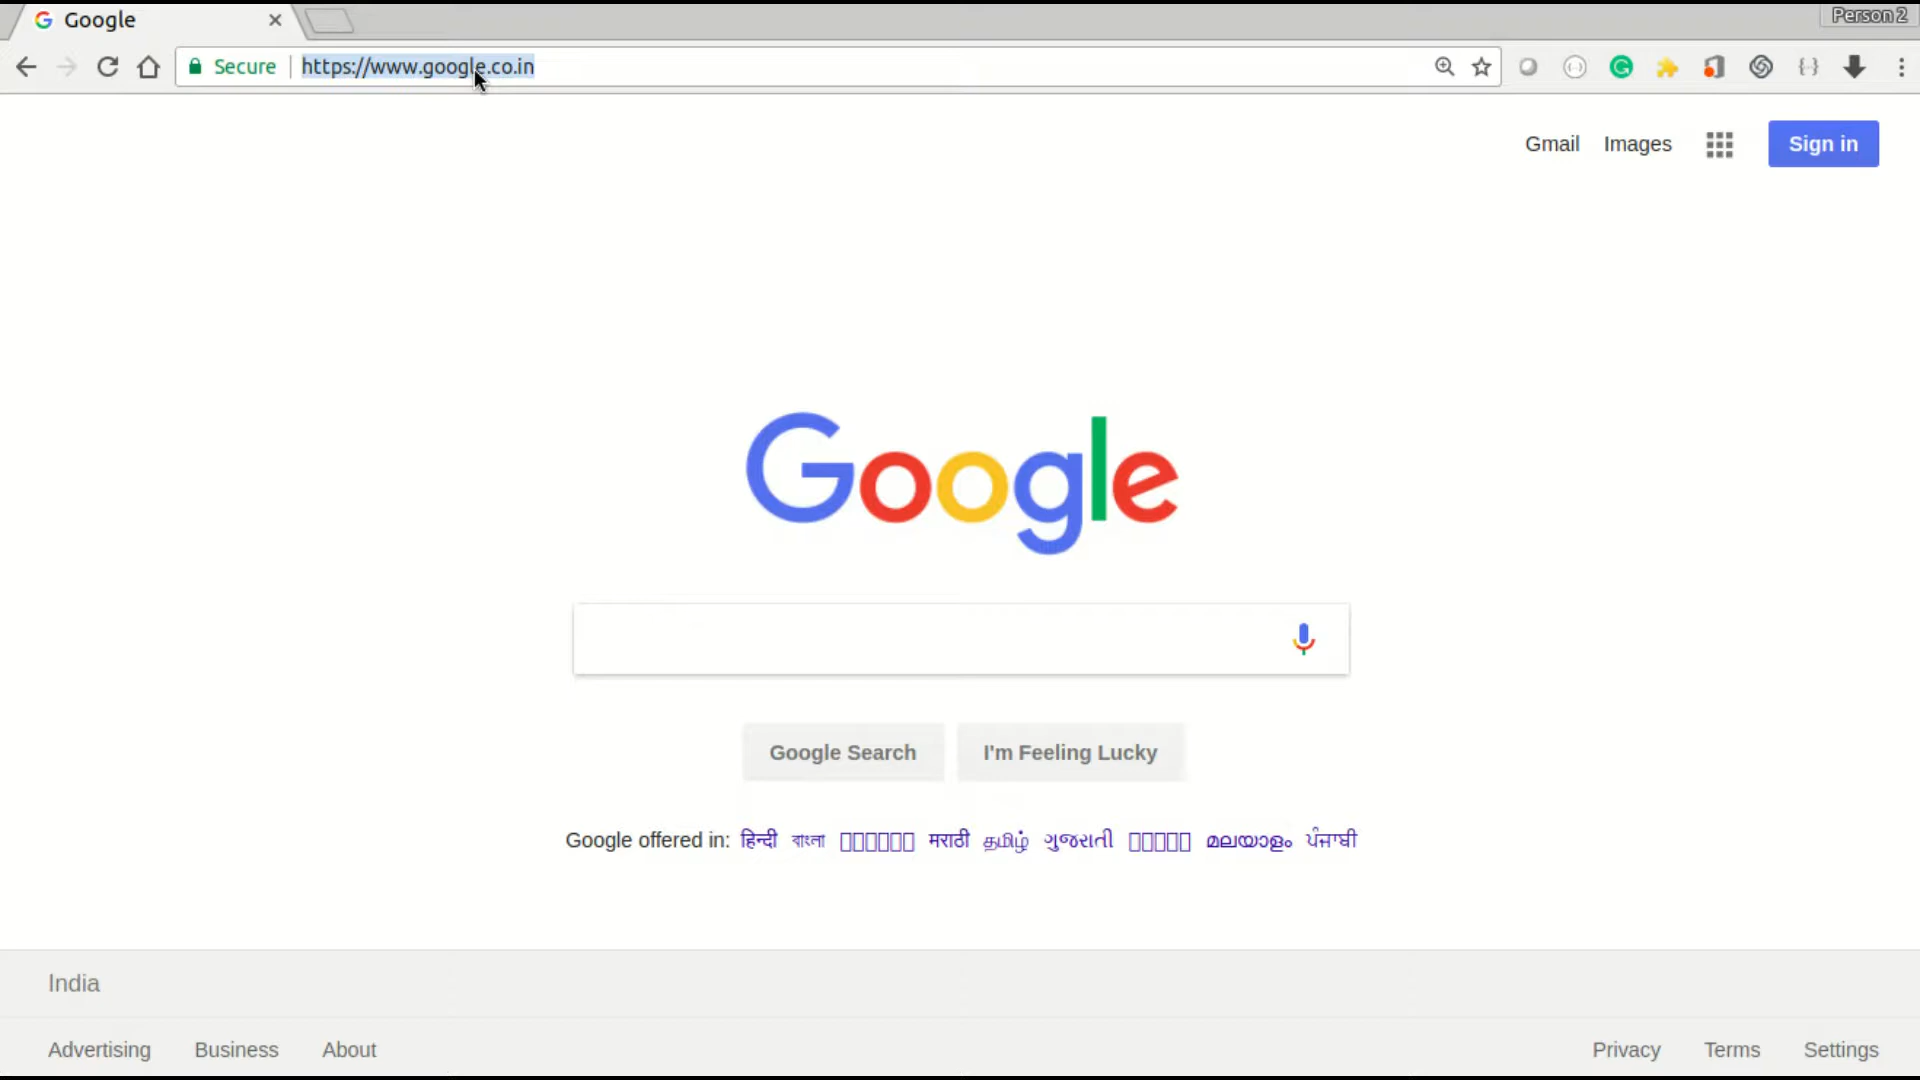 Google
Person 2
Secure
https://www.google.co.in
Gmail Images Sign in
Google
Google Search I'm Feeling Lucky
Google offered in: हिन्दी বাংলা मराठी தமிழ் ગુજરાતી മലയാളം ਪੰਜਾਬੀ
India
Advertising Business About Privacy Terms Settings